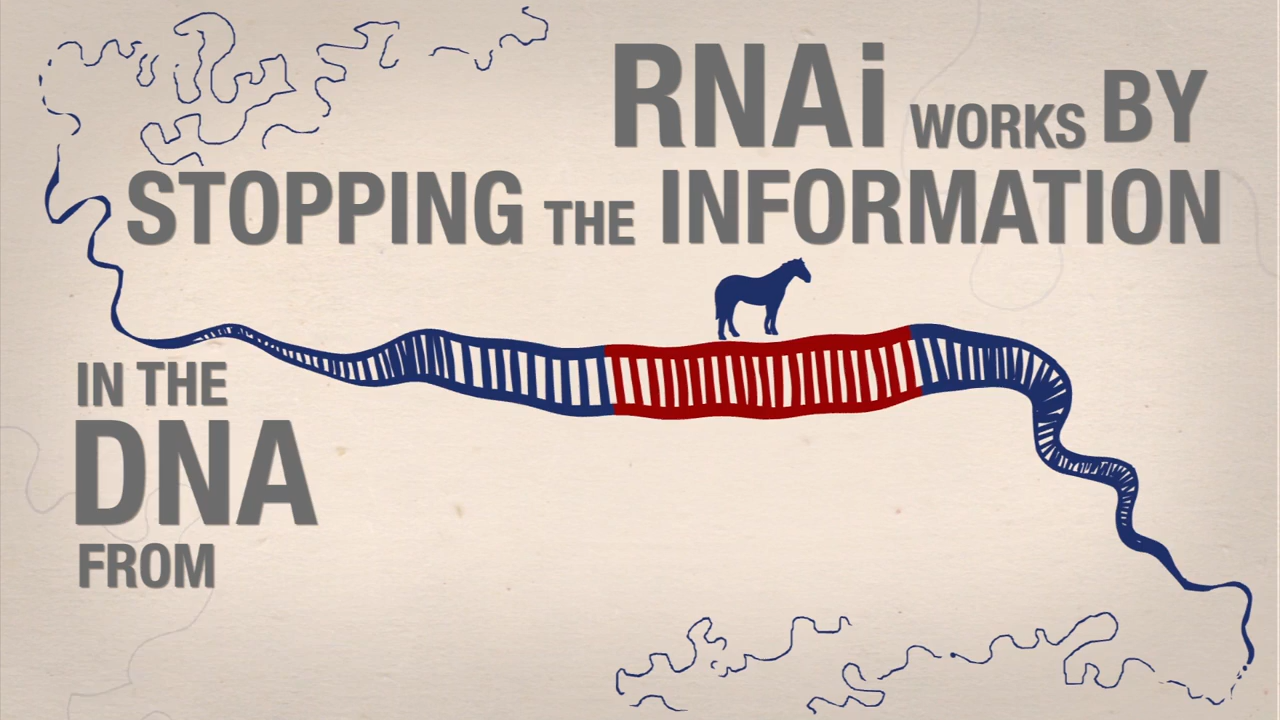 RNAi WORKS BY
STOPPING THE INFORMATION
IN THE
DNA
FROM